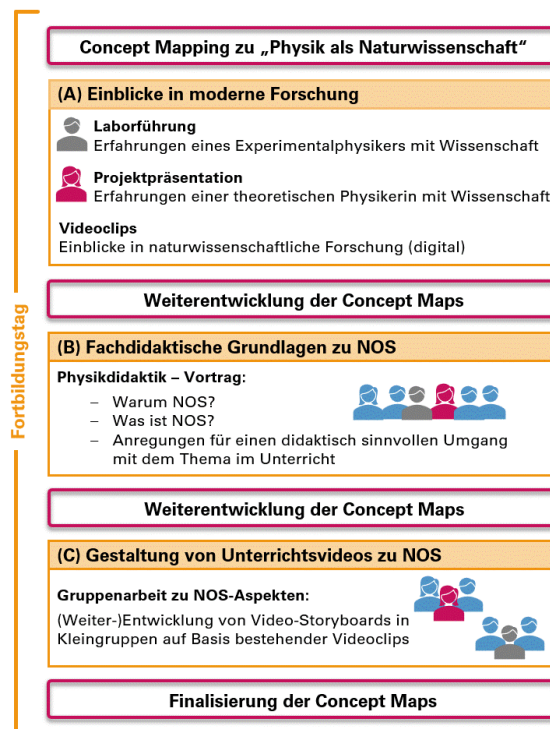 Concept Mapping zu „Physik als Naturwissenschaft“
(A) Einblicke in moderne Forschung
Laborführung
Erfahrungen eines Experimentalphysikers mit Wissenschaft
Projektpräsentation
Erfahrungen einer theoretischen Physikerin mit Wissenschaft
Videoclips
Einblicke in naturwissenschaftliche Forschung (digital)
Weiterentwicklung der Concept Maps
Fortbildungstag
(B) Fachdidaktische Grundlagen zu NOS
Physikdidaktik – Vortrag:
– Warum NOS?
– Was ist NOS?
– Anregungen für einen didaktisch sinnvollen Umgang
mit dem Thema im Unterricht
Weiterentwicklung der Concept Maps
(C) Gestaltung von Unterrichtsvideos zu NOS
Gruppenarbeit zu NOS-Aspekten:
(Weiter-)Entwicklung von Video-Storyboards in
Kleingruppen auf Basis bestehender Videoclips
Finalisierung der Concept Maps